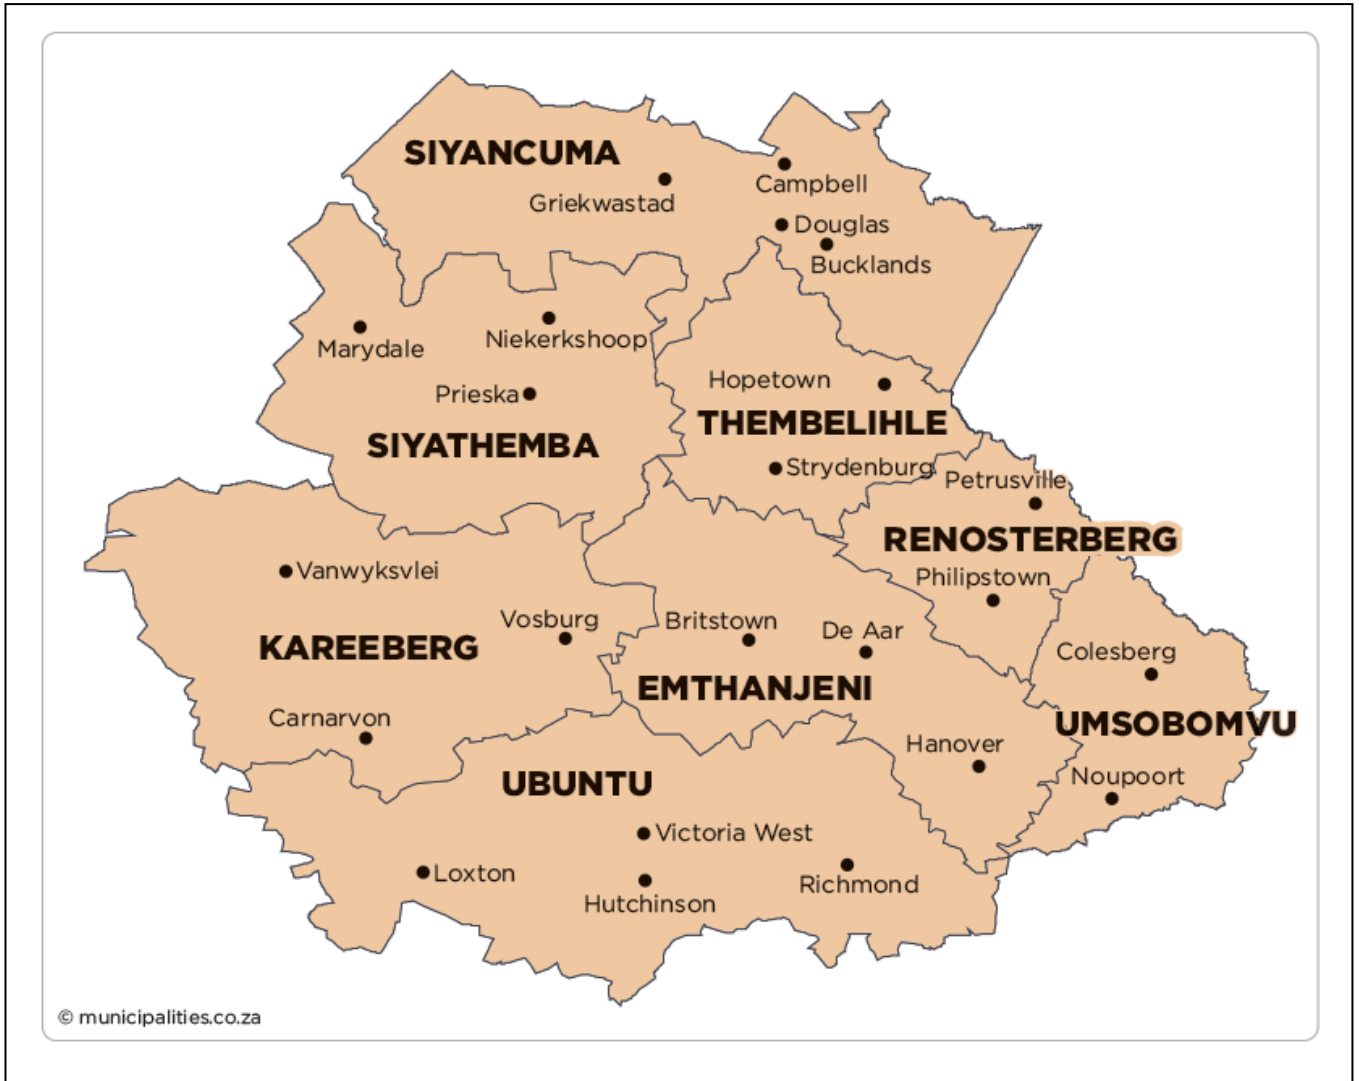 SIYANCUMA
Campbell
Griekwastad
Douglas
Bucklands
Marydale
Niekerkshoop
Prieska
SIYATHEMBA
Hopetown
THEMBELIHLE
Strydenburg
Petrusville
RENOSTERBERG
Philipstown
Vanwyksvlei
Vosburg
KAREEBERG
Carnarvon
Britstown
De Aar
EMTHANJENI
Hanover
Colesberg
UMSOBOMVU
Noupoort
UBUNTU
Victoria West
Loxton
Hutchinson
Richmond
© municipalities.co.za